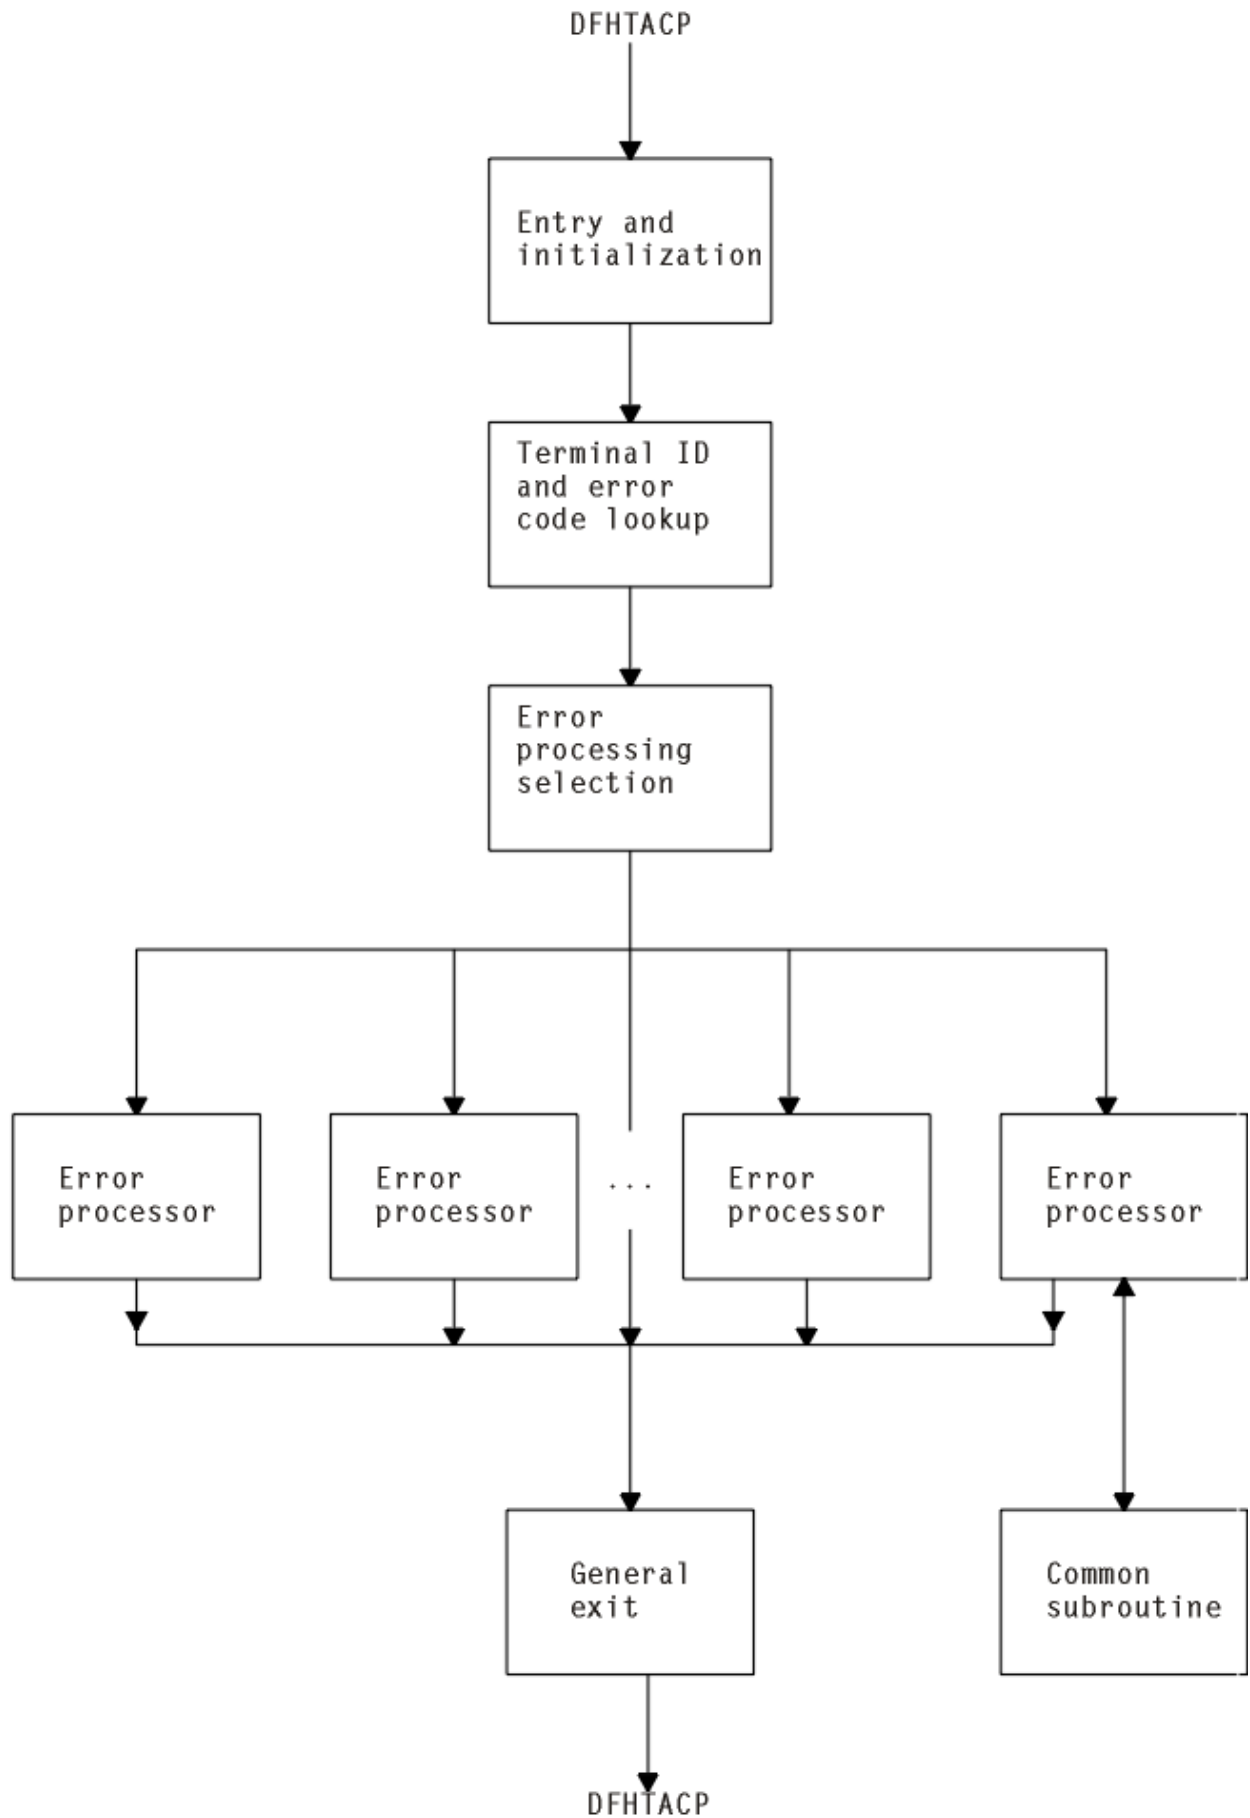 DFHTACP
Entry and
initialization
Terminal ID
and error
code lookup
Error
processing
selection
Error
processor
Error
processor
...
Error
processor
Error
processor
General
exit
Common
subroutine
DFHTACP